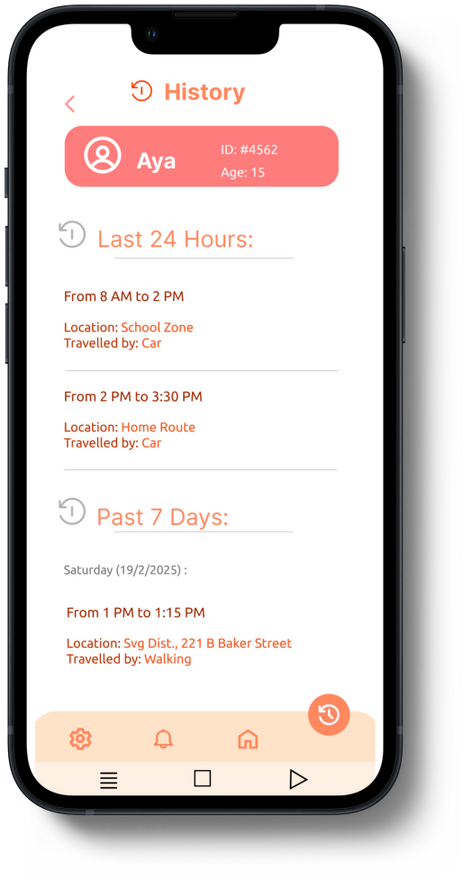 History
Aya
ID: #4562
Age: 15
Last 24 Hours:
From 8 AM to 2 PM
Location: School Zone
Travelled by: Car
From 2 PM to 3:30 PM
Location: Home Route
Travelled by: Car
Past 7 Days:
Saturday (19/2/2025) :
From 1 PM to 1:15 PM
Location: Svg Dist., 221 B Baker Street
Travelled by: Walking